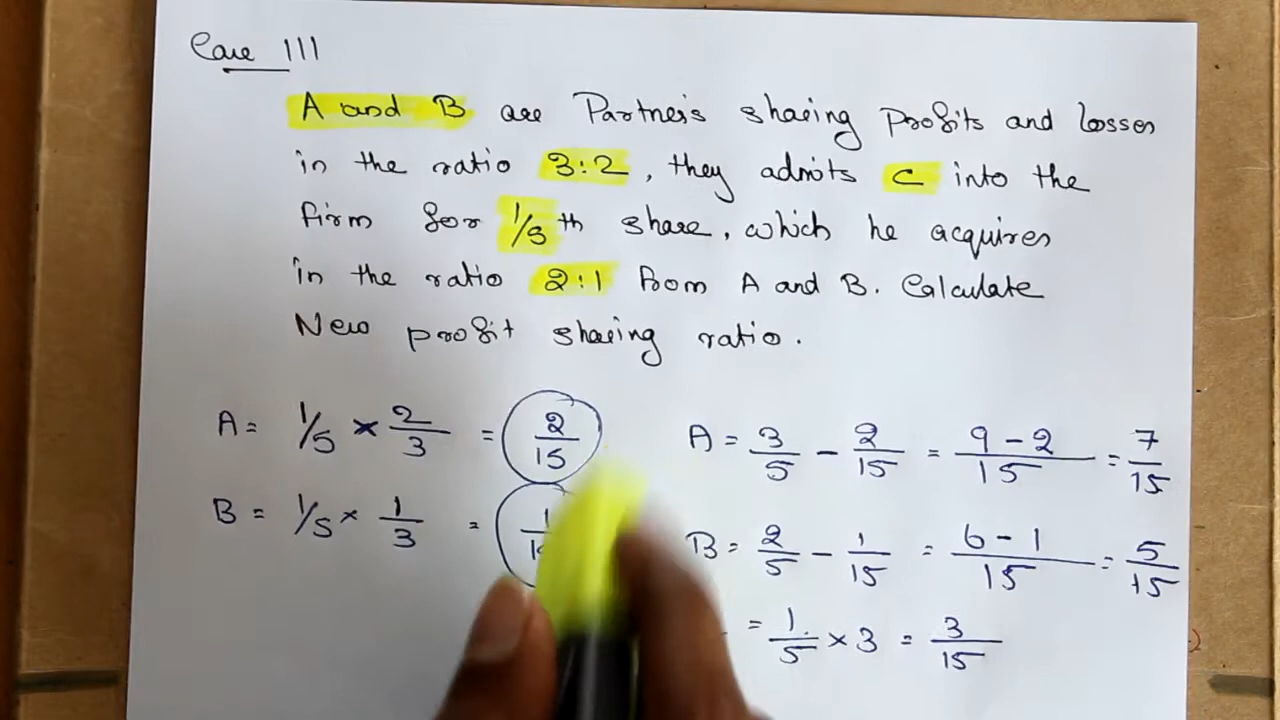 Case III
A and B are Partners sharing profits and losses
in the ratio 3:2, they admits C into the
firm for 1/5th share, which he acquires
in the ratio 2:1 from A and B. Calculate
New profit sharing ratio.
A = 1/5 × 2/3 = 2/15
B = 1/5 × 1/3 =
A = 3/5 - 2/15 = 9-2/15 = 7/15
B = 2/5 - 1/15 = 6-1/15 = 5/15
= 1/5 × 3 = 3/15